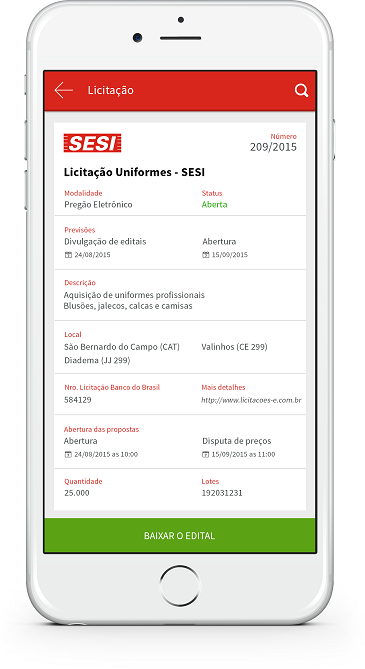 Licitação
SESI
Número
209/2015
Licitação Uniformes - SESI
Modalidade
Status
Pregão Eletrônico
Aberta
Previsões
Divulgação de editais
Abertura
24/08/2015
15/09/2015
Descrição
Aquisição de uniformes profissionais
Blusões, jalecos, calcas e camisas
Local
São Bernardo do Campo (CAT)
Valinhos (CE 299)
Diadema (JJ 299)
Nro. Licitação Banco do Brasil
Mais detalhes
584129
http://www.licitacoes-e.com.br
Abertura das propostas
Abertura
Disputa de preços
24/08/2015 as 10:00
15/09/2015 as 11:00
Quantidade
Lotes
25.000
192031231
BAIXAR O EDITAL